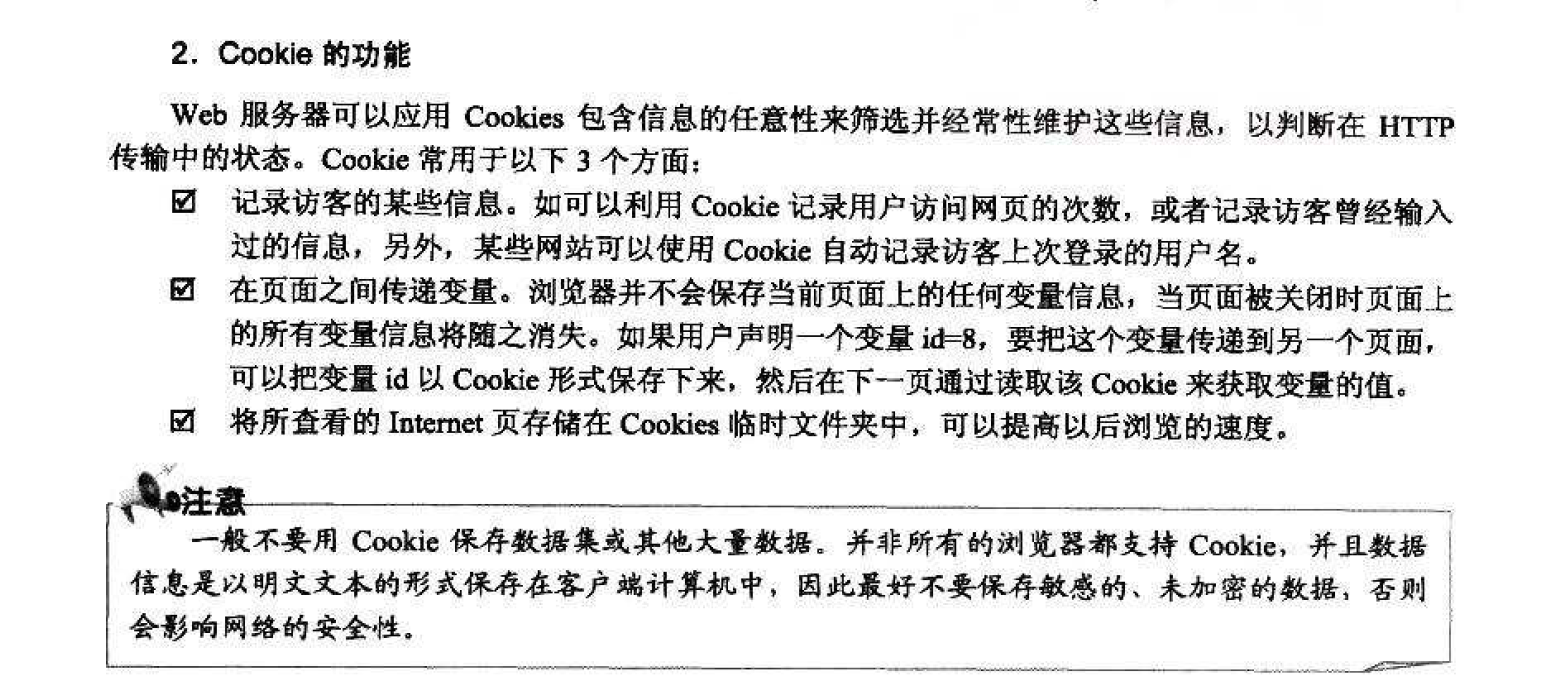 2. Cookie 的功能
Web 服务器可以应用 Cookies 包含信息的任意性来筛选并经常性维护这些信息，以判断在 HTTP
传输中的状态。Cookie 常用于以下 3 个方面：
☑ 记录访客的某些信息。如可以利用 Cookie 记录用户访问网页的次数，或者记录访客曾经输入
过的信息，另外，某些网站可以使用 Cookie 自动记录访客上次登录的用户名。
☑ 在页面之间传递变量。浏览器并不会保存当前页面上的任何变量信息，当页面被关闭时页面上
的所有变量信息将随之消失。如果用户声明一个变量 id=8，要把这个变量传递到另一个页面，
可以把变量 id 以 Cookie 形式保存下来，然后在下一页通过读取该 Cookie 来获取变量的值。
☑ 将所查看的 Internet 页存储在 Cookies 临时文件夹中，可以提高以后浏览的速度。
注意
一般不要用 Cookie 保存数据集或其他大量数据。并非所有的浏览器都支持 Cookie，并且数据
信息是以明文文本的形式保存在客户端计算机中，因此最好不要保存敏感的、未加密的数据，否则
会影响网络的安全性。